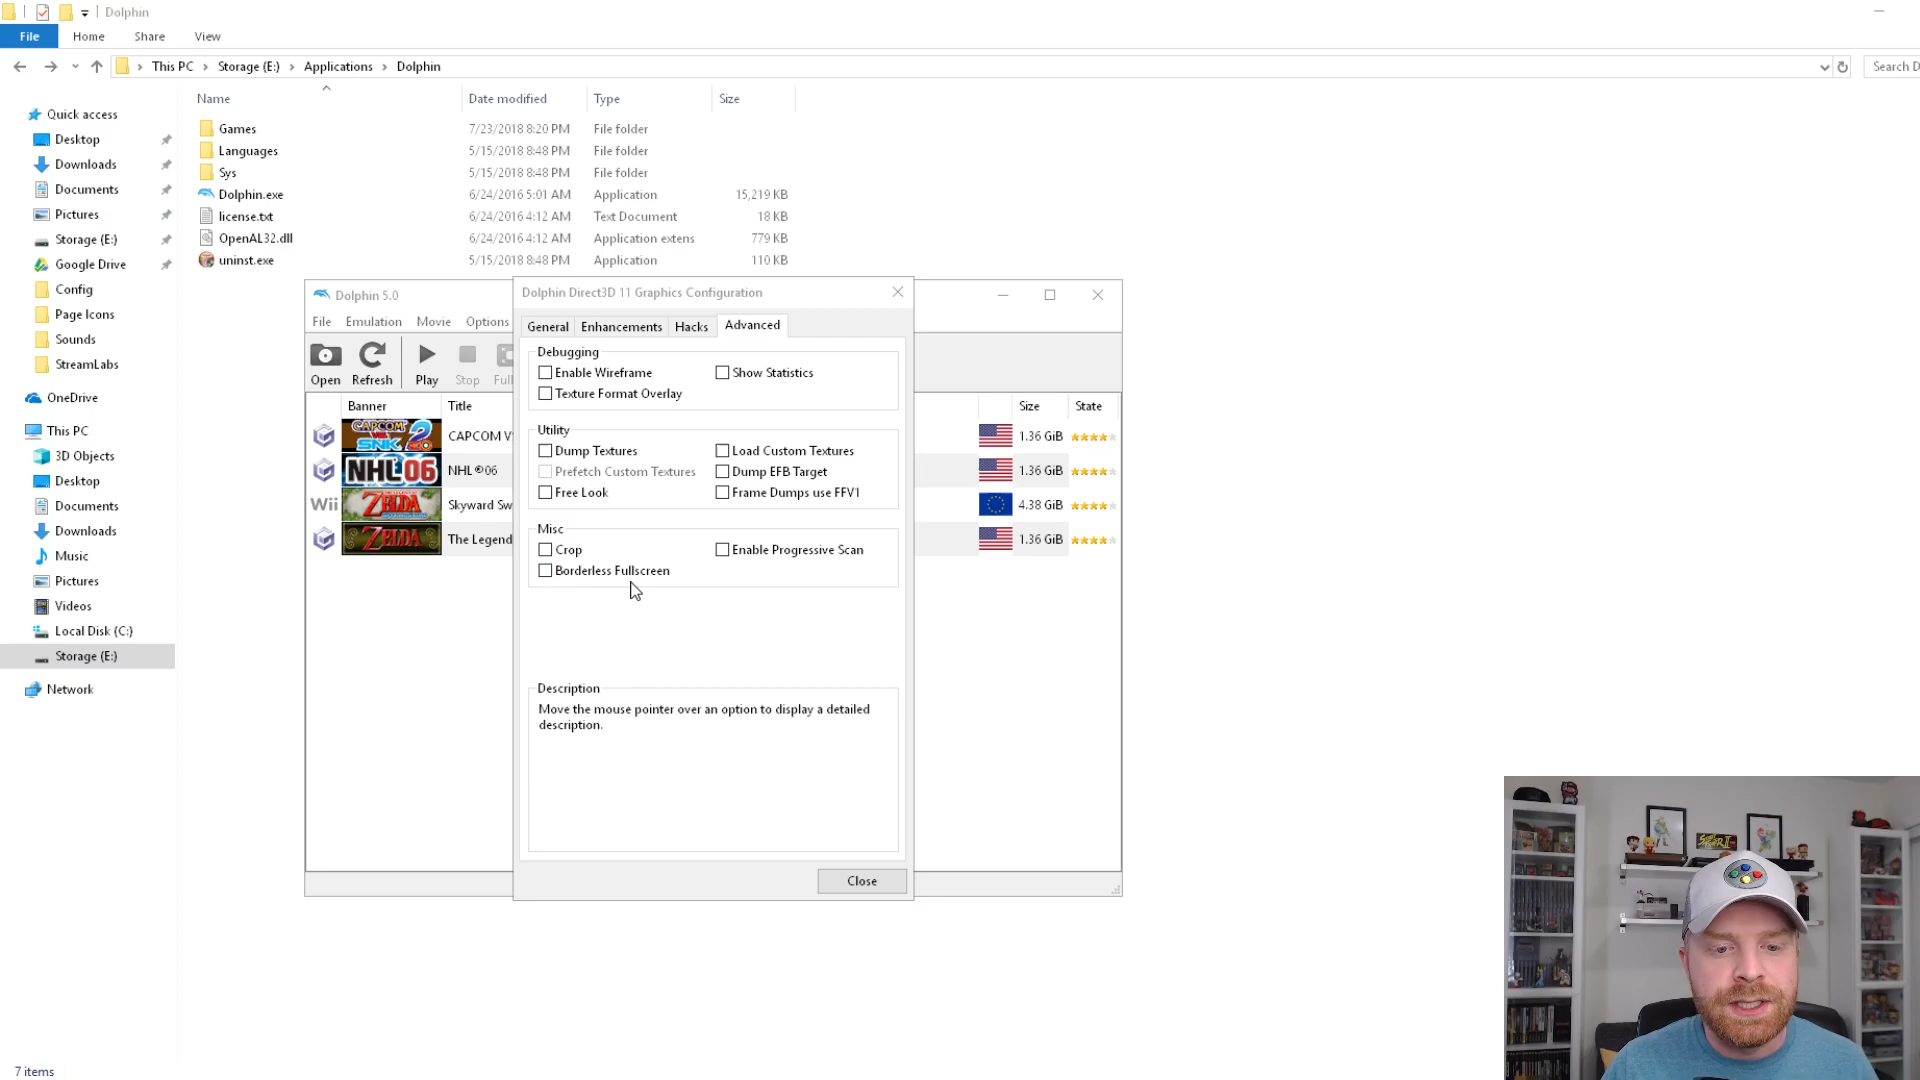 Dolphin
File Home Share View
This PC Storage (E:) Applications Dolphin
Search D
Name Date modified Type Size
Games 7/23/2018 8:20 PM File folder
Languages 5/15/2018 8:48 PM File folder
Sys 5/15/2018 8:48 PM File folder
Dolphin.exe 6/24/2016 5:01 AM Application 15,219 KB
license.txt 6/24/2016 4:12 AM Text Document 18 KB
OpenAL32.dll 6/24/2016 4:12 AM Application extens 779 KB
uninst.exe 5/15/2018 8:48 PM Application 110 KB
Quick access
Desktop
Downloads
Documents
Pictures
Storage (E:)
Google Drive
Config
Page Icons
Sounds
StreamLabs
OneDrive
This PC
3D Objects
Desktop
Documents
Downloads
Music
Pictures
Videos
Local Disk (C:)
Storage (E:)
Network
7 items
Dolphin 5.0
File Emulation Movie Options
Open Refresh Play Stop Full
Banner Title Size State
CAPCOM VS SNK 2 EO CAPCOM V 1.36 GiB
NHL 06 NHL®06 1.36 GiB
Wii ZELDA Skyward Sw 4.38 GiB
ZELDA The Legend 1.36 GiB
Dolphin Direct3D 11 Graphics Configuration
General Enhancements Hacks Advanced
Debugging
Enable Wireframe Show Statistics
Texture Format Overlay
Utility
Dump Textures Load Custom Textures
Prefetch Custom Textures Dump EFB Target
Free Look Frame Dumps use FFV1
Misc
Crop Enable Progressive Scan
Borderless Fullscreen
Description
Move the mouse pointer over an option to display a detailed
description.
Close